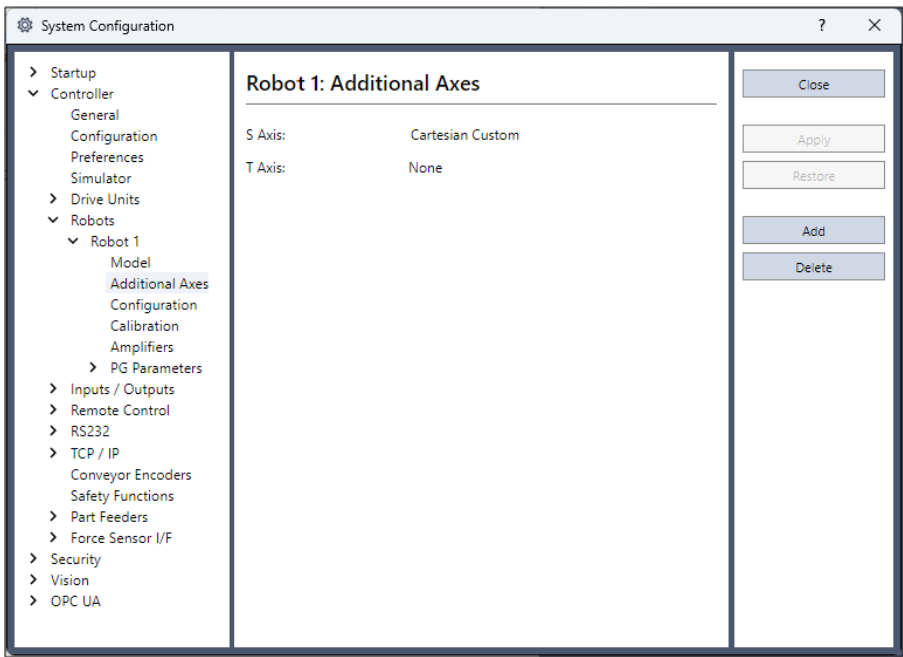 System Configuration
?
Startup
Controller
General
Configuration
Preferences
Simulator
Drive Units
Robots
Robot 1
Model
Additional Axes
Configuration
Calibration
Amplifiers
PG Parameters
Inputs / Outputs
Remote Control
RS232
TCP / IP
Conveyor Encoders
Safety Functions
Part Feeders
Force Sensor I/F
Security
Vision
OPC UA
Robot 1: Additional Axes
S Axis: Cartesian Custom
T Axis: None
Close
Apply
Restore
Add
Delete